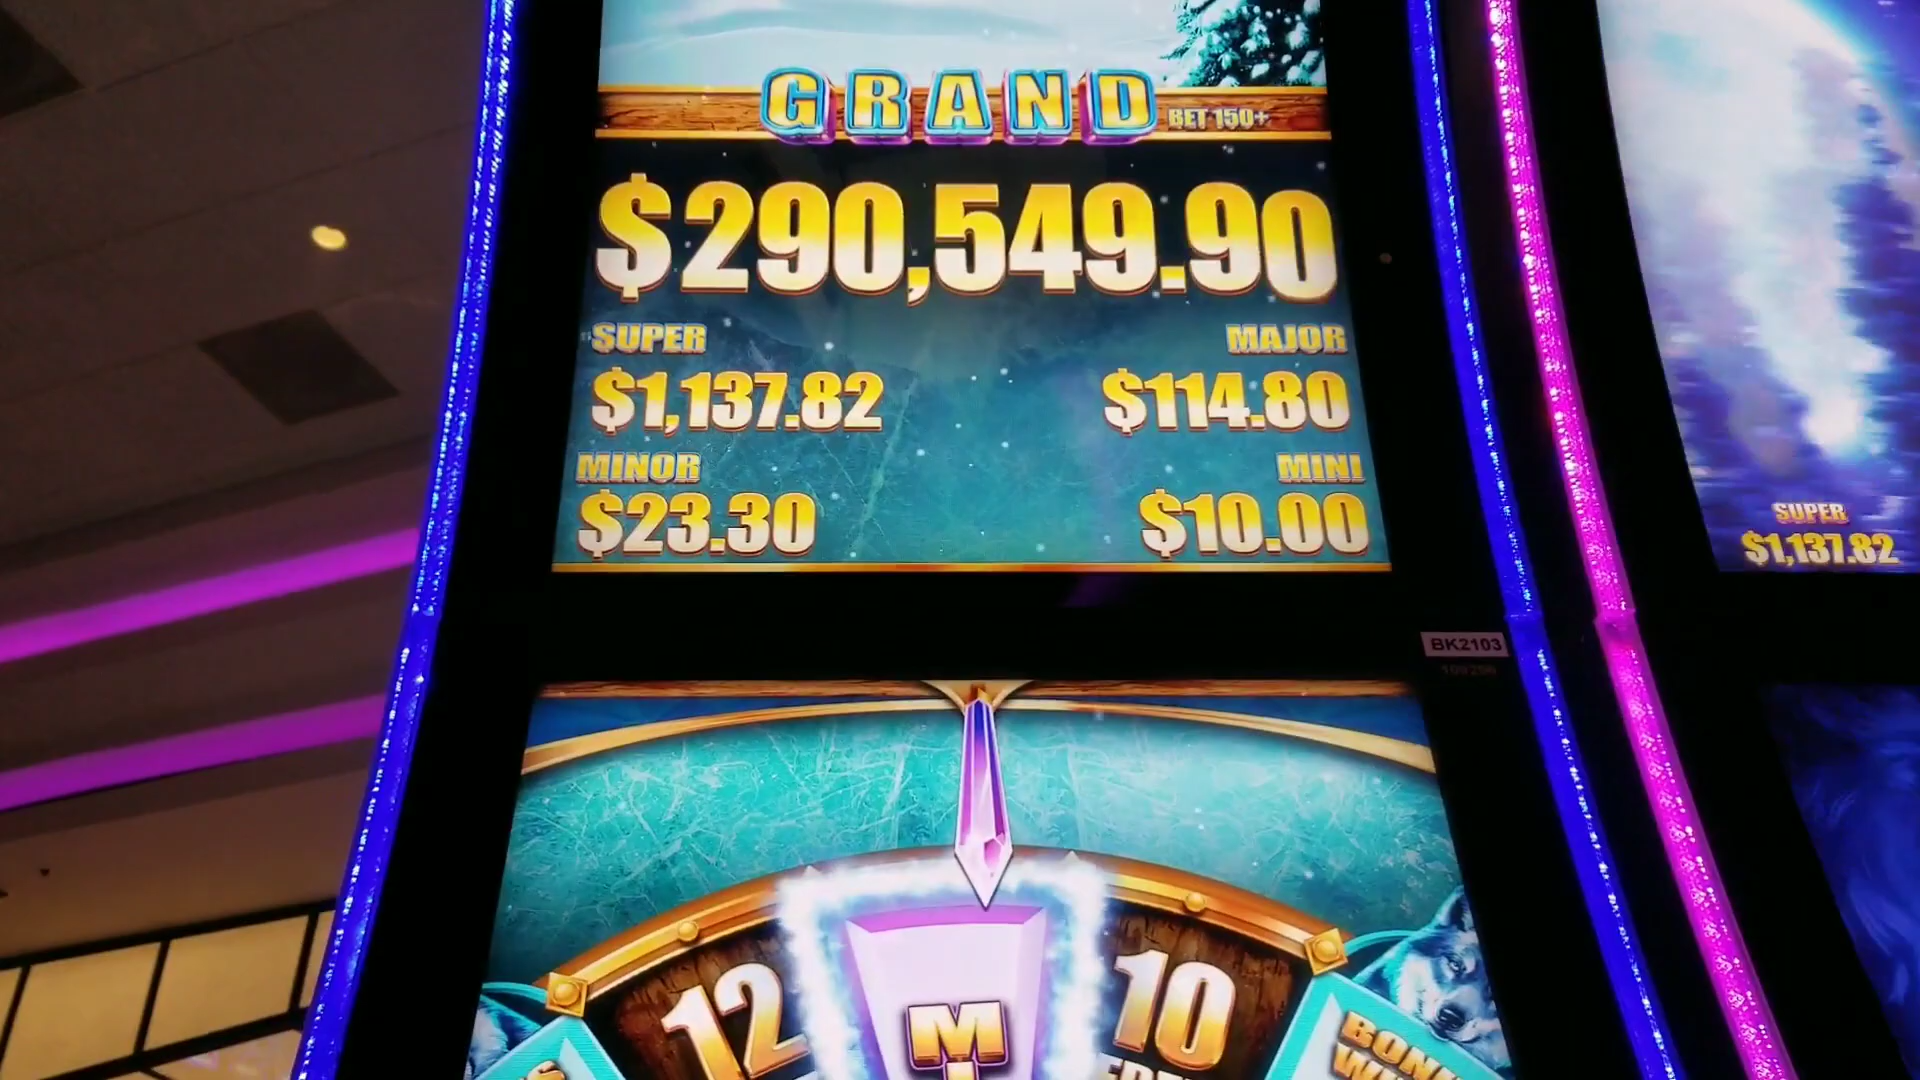 GRAND BET 150+
$290,549.90
SUPER MAJOR
$1,137.82 $114.80
MINOR MINI
$23.30 $10.00
SUPER
$1,137.82
BK2103
12
M
10